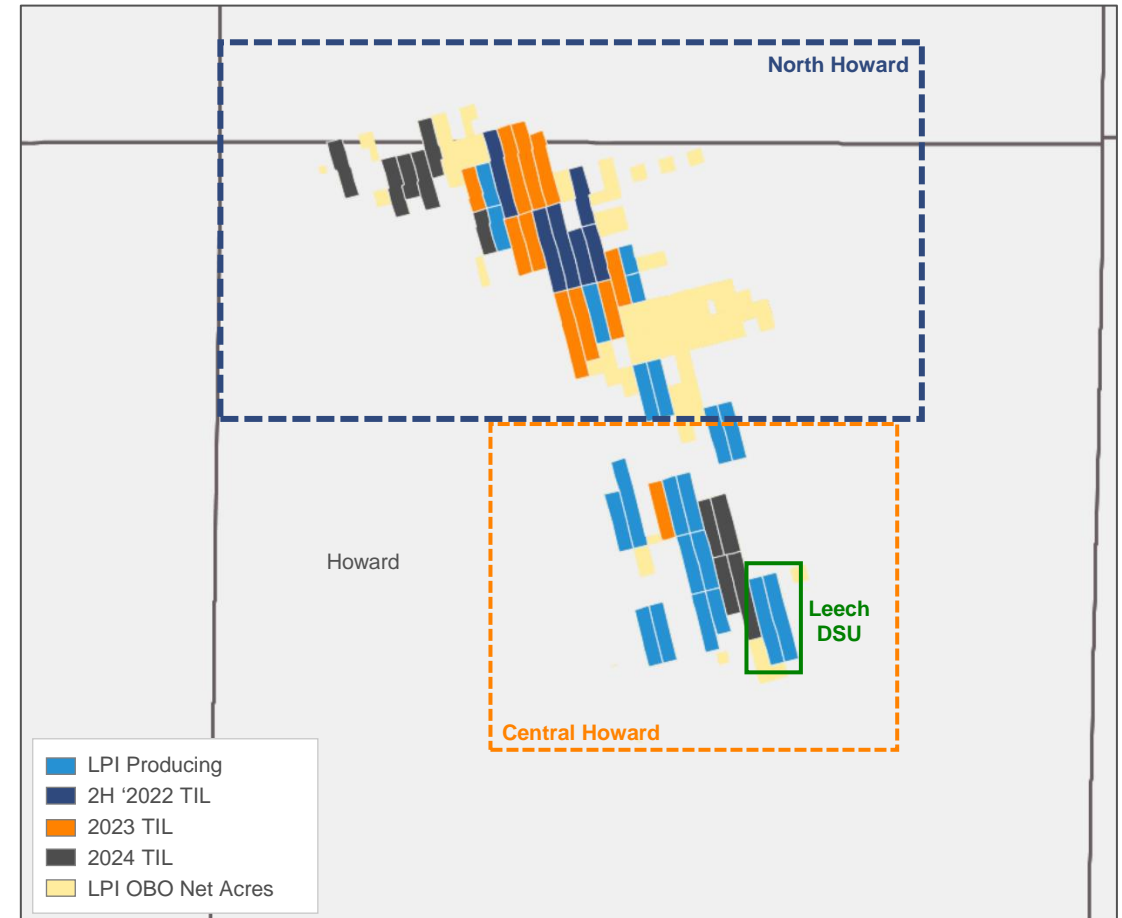 North Howard
Howard
Leech
DSU
Central Howard
LPI Producing
2H ‘2022 TIL
2023 TIL
2024 TIL
LPI OBO Net Acres